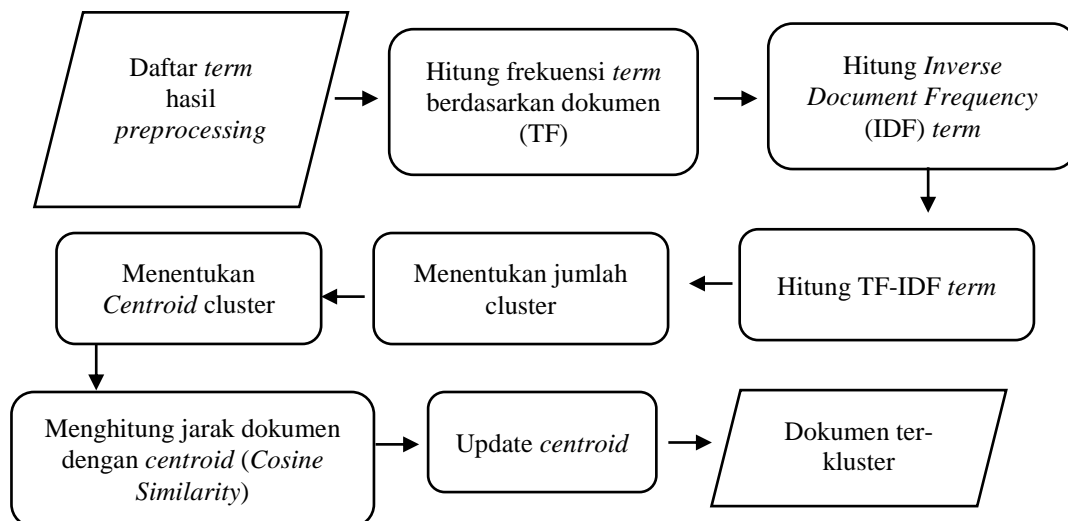 Daftar term
hasil
preprocessing
Hitung frekuensi term
berdasarkan dokumen
(TF)
Hitung Inverse
Document Frequency
(IDF) term
Hitung TF-IDF term
Menentukan jumlah
cluster
Menentukan
Centroid cluster
Menghitung jarak dokumen
dengan centroid (Cosine
Similarity)
Update centroid
Dokumen ter-
kluster